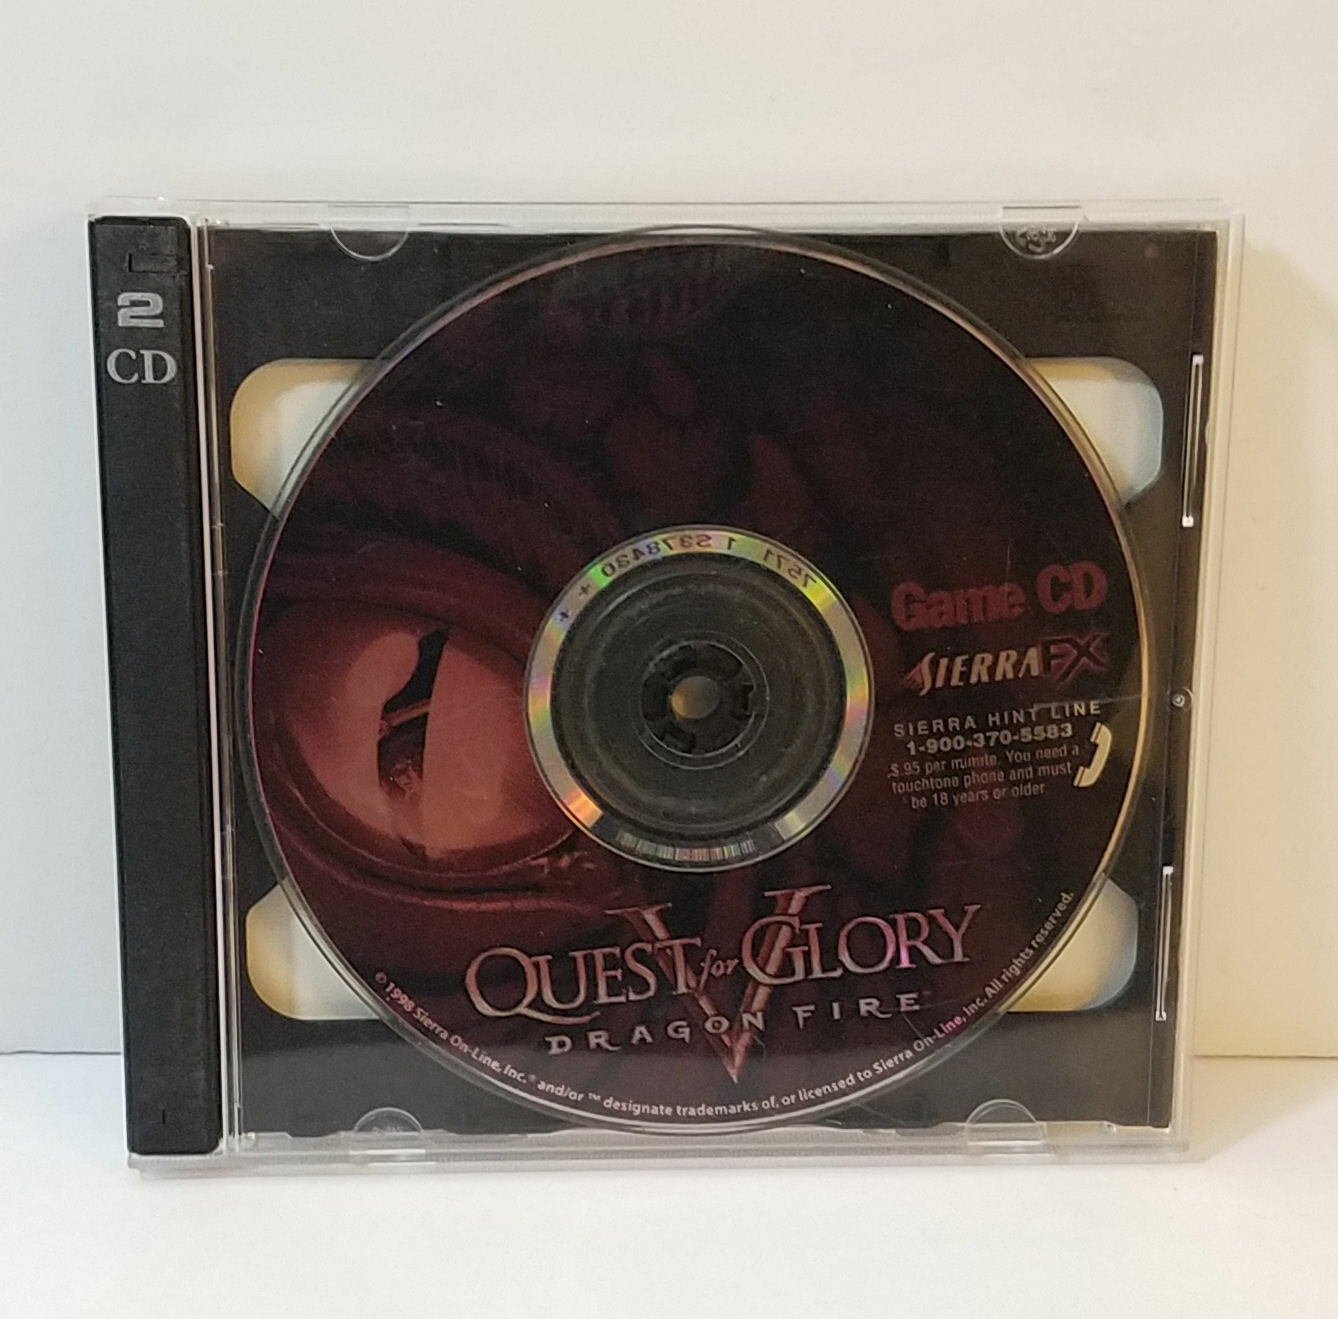 2
CD
7571 1 S378430 + +
Game CD
SIERRA FX
SIERRA HINT LINE
1-900-370-5583
$.95 per munite. You need a
touchtone phone and must
be 18 years or older.
V
QUEST for GLORY
DRAGON FIRE
© 1998 Sierra On-Line, Inc. ® and/or ™ designate trademarks of, or licensed to Sierra On-Line, Inc. All rights reserved.